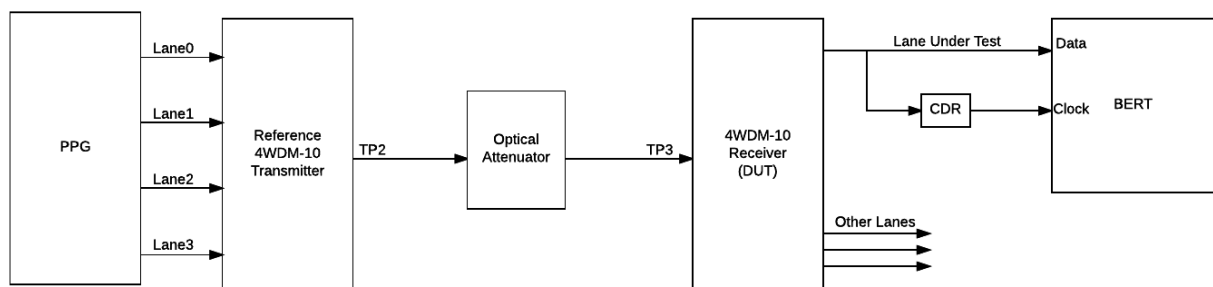 PPG
Lane0
Lane1
Lane2
Lane3
Reference
4WDM-10
Transmitter
TP2
Optical
Attenuator
TP3
4WDM-10
Receiver
(DUT)
Lane Under Test
CDR
Other Lanes
Data
Clock
BERT